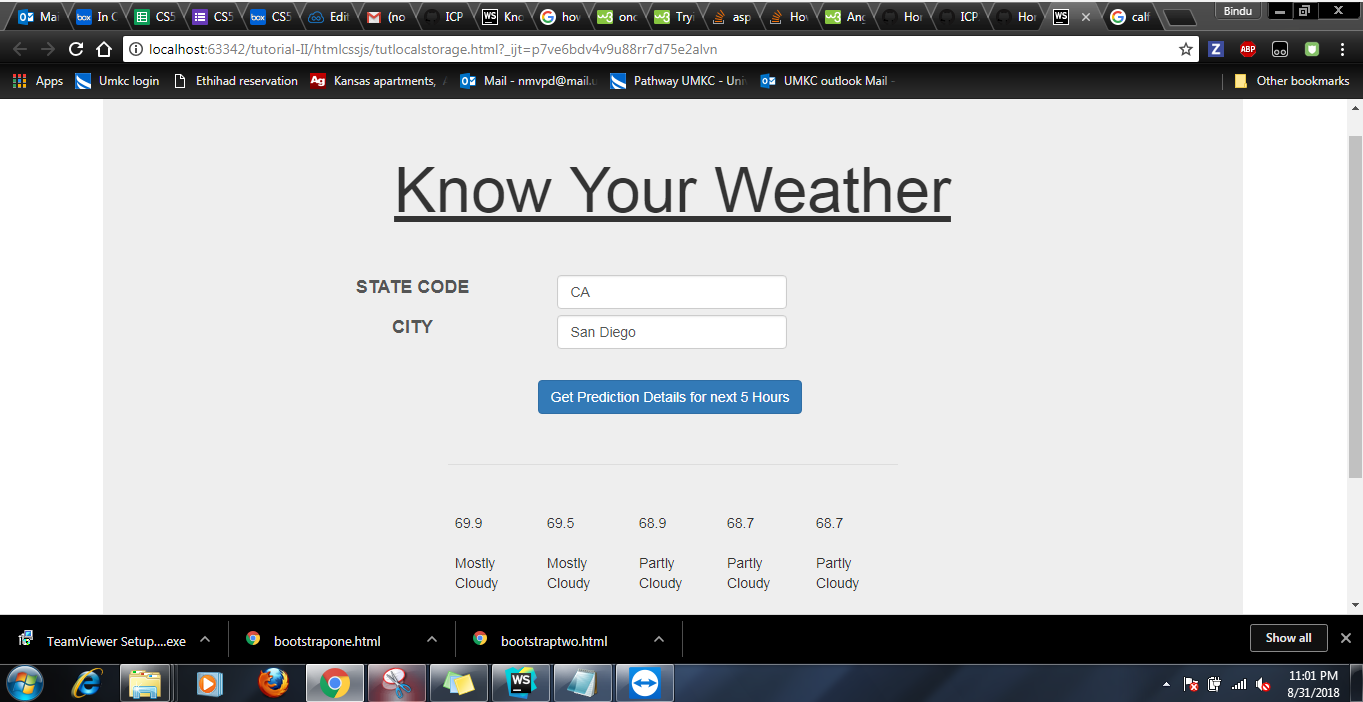 Mai In C CS5 CS5 CS5 Edit (no ICP Kno hov onc Tryi asp Hov Ang Hor ICP Hor calf Bindu
localhost:63342/tutorial-II/htmlcssjs/tutlocalstorage.html?_ijt=p7ve6bdv4v9u88rr7d75e2alvn
Apps Umkc login Ethihad reservation Kansas apartments, Mail - nmvpd@mail.u Pathway UMKC - Uni UMKC outlook Mail - Other bookmarks
Know Your Weather
STATE CODE CA
CITY San Diego
Get Prediction Details for next 5 Hours
69.9 69.5 68.9 68.7 68.7
Mostly Mostly Partly Partly Partly
Cloudy Cloudy Cloudy Cloudy Cloudy
TeamViewer Setup....exe bootstrapone.html bootstraptwo.html Show all
11:01 PM
8/31/2018